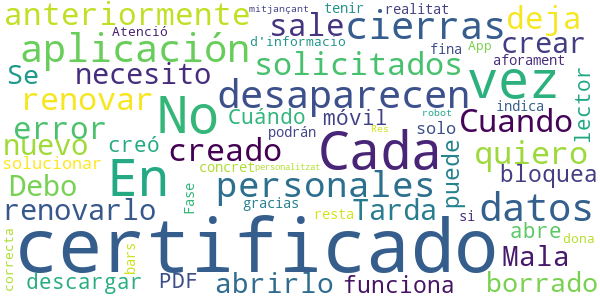 mitjançant tenir realitat
anteriormente Atenció sale cierras deja
d'informacio fina App crear
aplicación solicitados aforament
Se necesito desaparecen vez indica lector
renovar No Cuándo móvil solo Cuando
error creó podrán Res robot
nuevo creado Cada puede quiero
solucionar En concret personalitzat bloquea
Debo Fase personales
renovarlo gracias Tarda si datos
certificado resta abre dona
correcta bars Mala
descargar PDF abrirlo funciona borrado